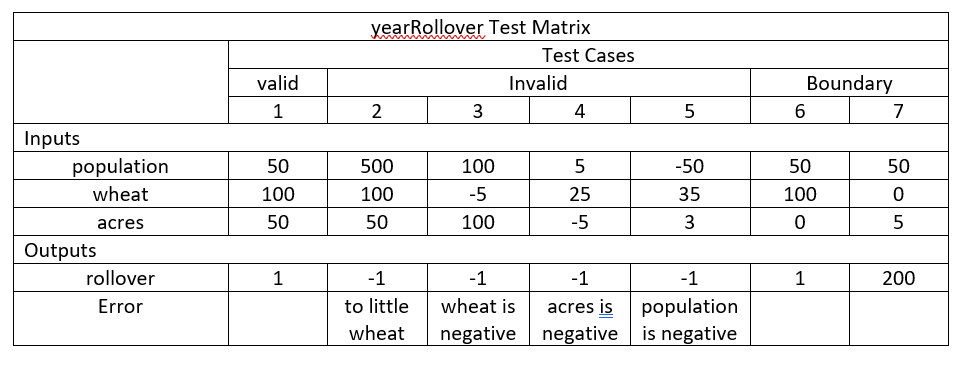 yearRollover Test Matrix
Test Cases
valid Invalid Boundary
1 2 3 4 5 6 7
Inputs
population 50 500 100 5 -50 50 50
wheat 100 100 -5 25 35 100 0
acres 50 50 100 -5 3 0 5
Outputs
rollover 1 -1 -1 -1 -1 1 200
Error to little wheat is acres is population
wheat negative negative is negative